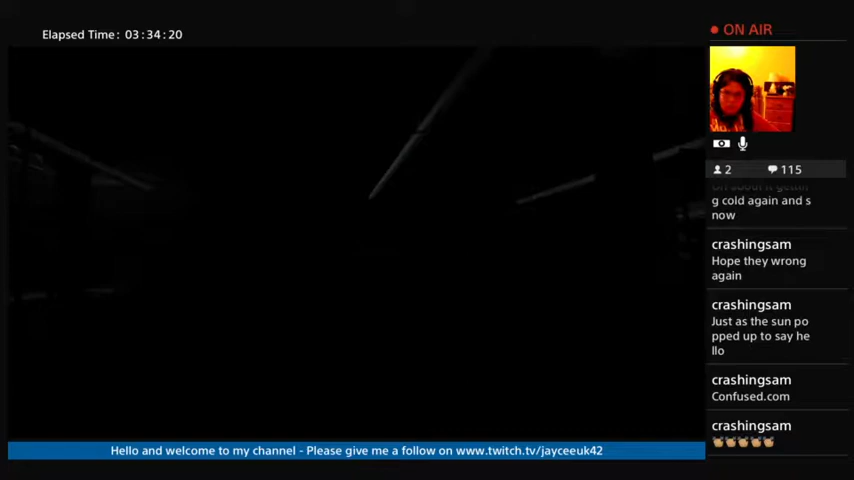 Elapsed Time: 03:34:20
ON AIR
2
115
g cold again and s
now
crashingsam
Hope they wrong
again
crashingsam
Just as the sun po
pped up to say he
llo
crashingsam
Confused.com
crashingsam
Hello and welcome to my channel - Please give me a follow on www.twitch.tv/jayceeuk42